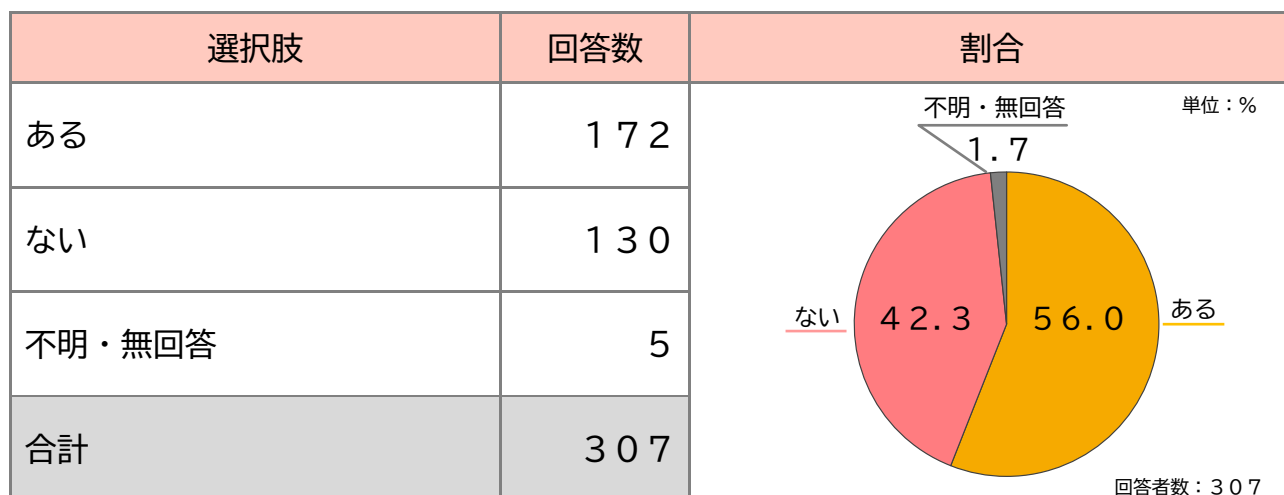 選択肢 回答数 割合
ある １７２
ない １３０
不明・無回答 ５
合計 ３０７
単位：％
不明・無回答
１.７
ない ４２.３ ５６.０ ある
回答者数：３０７